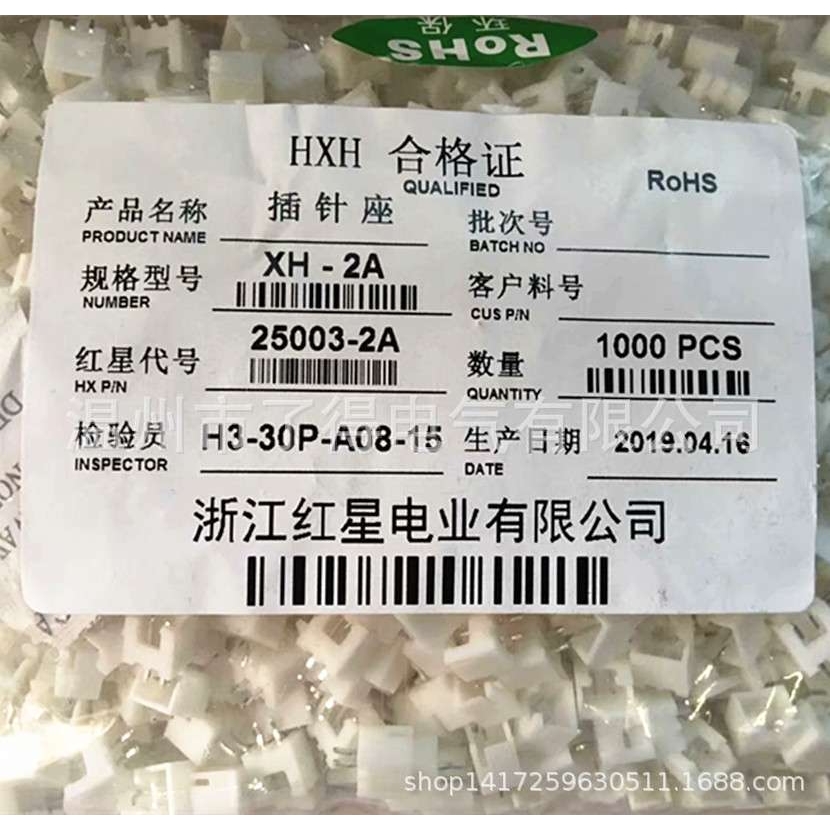 RoHS
环保
HXH 合格证
QUALIFIED
RoHS
产品名称 插针座
PRODUCT NAME
批次号
BATCH NO
规格型号 XH-2A
NUMBER
客户料号
CUS P/N
红星代号 25003-2A
HX P/N
数量 1000 PCS
QUANTITY
温州市了得电气有限公司
检验员 H3-30P-A08-15
INSPECTOR
生产日期 2019.04.16
DATE
浙江红星电业有限公司
shop1417259630511.1688.com